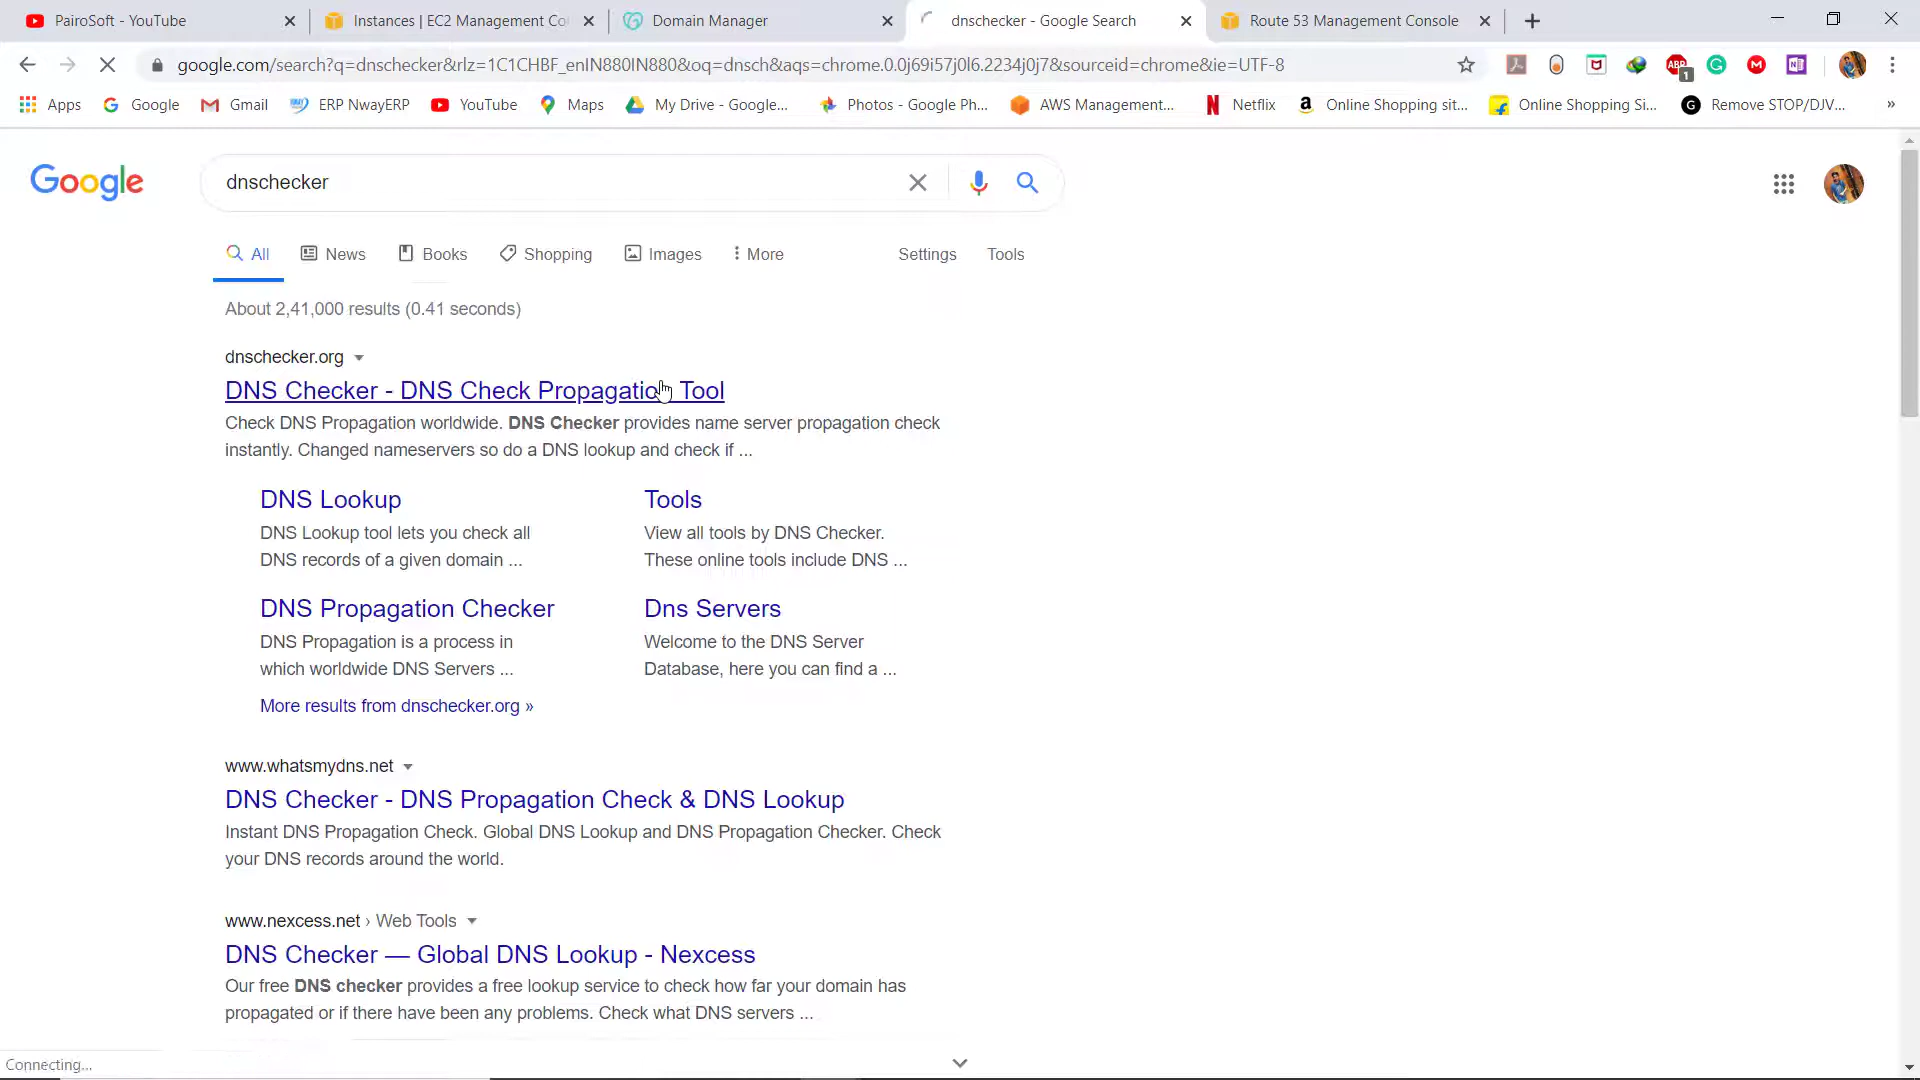 PairoSoft - YouTube
Instances | EC2 Management Co
Domain Manager
dnschecker - Google Search
Route 53 Management Console
google.com/search?q=dnschecker&rlz=1C1CHBF_enIN880IN880&oq=dnsch&aqs=chrome.0.0j69i57j0l6.2234j0j7&sourceid=chrome&ie=UTF-8
ABP
1
Apps
Google
Gmail
ERP NwayERP
YouTube
Maps
My Drive - Google...
Photos - Google Ph...
AWS Management...
Netflix
Online Shopping sit...
Online Shopping Si...
Remove STOP/DJV...
»
Google
dnschecker
All
News
Books
Shopping
Images
More
Settings
Tools
About 2,41,000 results (0.41 seconds)
dnschecker.org
DNS Checker - DNS Check Propagation Tool
Check DNS Propagation worldwide. DNS Checker provides name server propagation check
instantly. Changed nameservers so do a DNS lookup and check if ...
DNS Lookup
DNS Lookup tool lets you check all
DNS records of a given domain ...
Tools
View all tools by DNS Checker.
These online tools include DNS ...
DNS Propagation Checker
DNS Propagation is a process in
which worldwide DNS Servers ...
Dns Servers
Welcome to the DNS Server
Database, here you can find a ...
More results from dnschecker.org »
www.whatsmydns.net
DNS Checker - DNS Propagation Check & DNS Lookup
Instant DNS Propagation Check. Global DNS Lookup and DNS Propagation Checker. Check
your DNS records around the world.
www.nexcess.net › Web Tools
DNS Checker — Global DNS Lookup - Nexcess
Our free DNS checker provides a free lookup service to check how far your domain has
propagated or if there have been any problems. Check what DNS servers ...
Connecting...